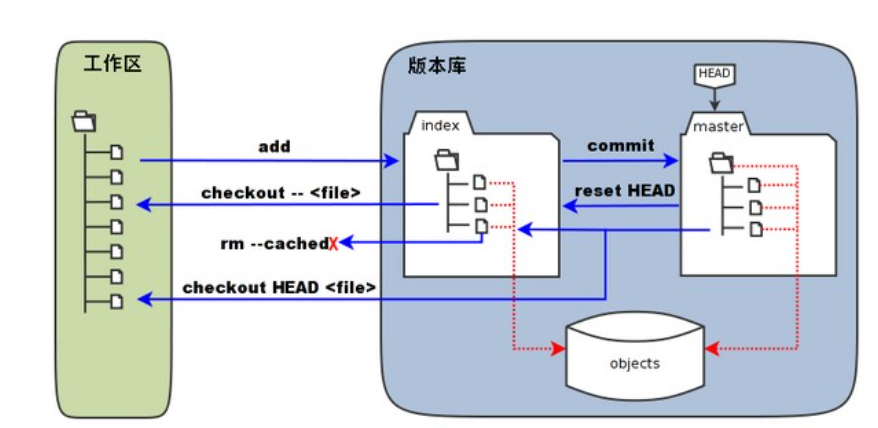 工作区
版本库
HEAD
index
master
add
commit
checkout -- <file>
reset HEAD
rm --cached
X
checkout HEAD <file>
objects